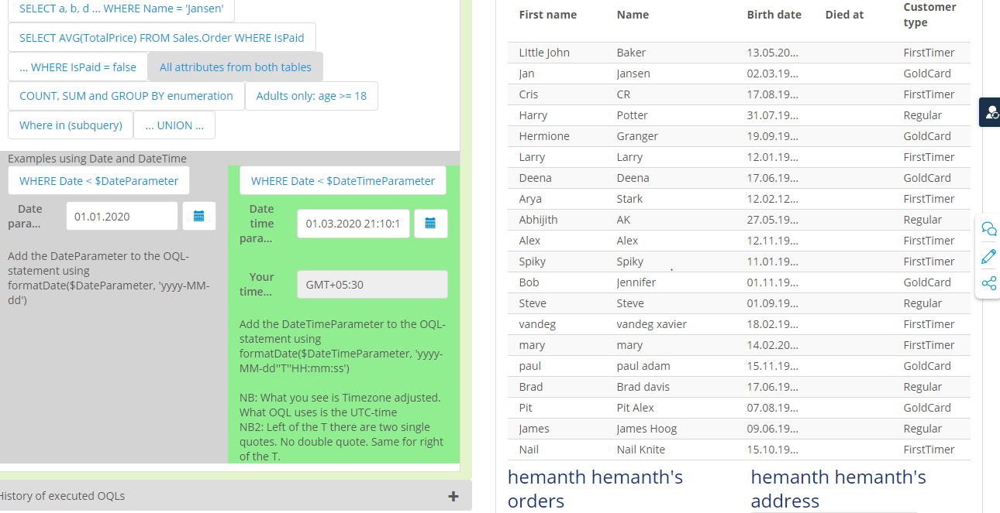 SELECT a, b, d ... WHERE Name = 'Jansen'
SELECT AVG(TotalPrice) FROM Sales.Order WHERE IsPaid
... WHERE IsPaid = false
All attributes from both tables
COUNT, SUM and GROUP BY enumeration
Adults only: age >= 18
Where in (subquery)
... UNION ...
Examples using Date and DateTime
WHERE Date < $DateParameter
Date
para...
01.01.2020
Add the DateParameter to the OQL-
statement using
formatDate($DateParameter, 'yyyy-MM-
dd')
WHERE Date < $DateTimeParameter
Date
time
para...
01.03.2020 21:10:1
Your
time...
GMT+05:30
Add the DateTimeParameter to the OQL-
statement using
formatDate($DateTimeParameter, 'yyyy-
MM-dd''T''HH:mm:ss')
NB: What you see is Timezone adjusted.
What OQL uses is the UTC-time
NB2: Left of the T there are two single
quotes. No double quote. Same for right
of the T.
History of executed OQLs
First name Name Birth date Died at Customer
type
LIttle John Baker 13.05.20... FirstTimer
Jan Jansen 02.03.19... GoldCard
Cris CR 17.08.19... FirstTimer
Harry Potter 31.07.19... Regular
Hermione Granger 19.09.19... GoldCard
Larry Larry 12.01.19... FirstTimer
Deena Deena 17.06.19... GoldCard
Arya Stark 12.02.12... FirstTimer
Abhijith AK 27.05.19... Regular
Alex Alex 12.11.19... FirstTimer
Spiky Spiky 11.01.19... FirstTimer
Bob Jennifer 01.11.19... GoldCard
Steve Steve 01.09.19... Regular
vandeg vandeg xavier 18.02.19... FirstTimer
mary mary 14.02.20... FirstTimer
paul paul adam 15.11.19... GoldCard
Brad Brad davis 17.06.19... Regular
Pit Pit Alex 07.08.19... GoldCard
James James Hoog 09.06.19... Regular
Nail Nail Knite 15.10.19... FirstTimer
hemanth hemanth's
orders
hemanth hemanth's
address